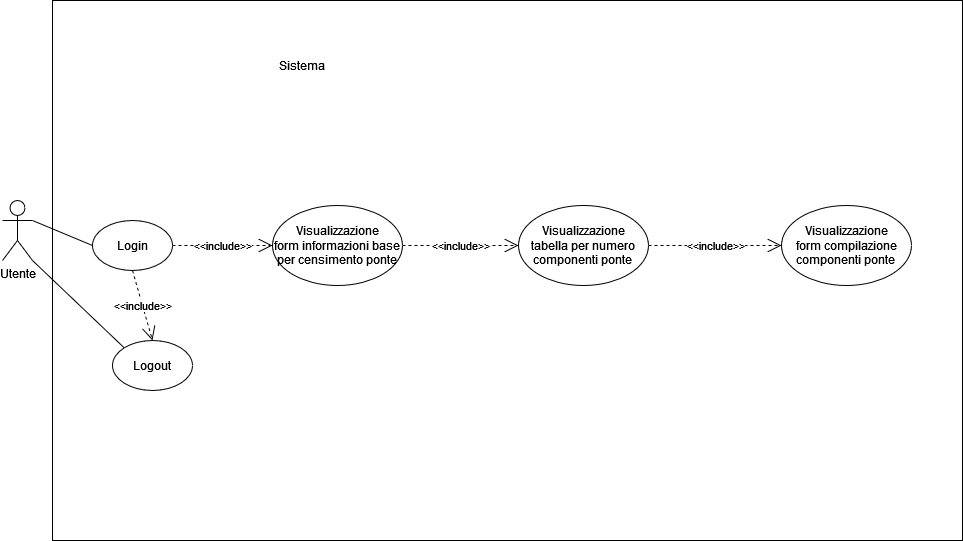 Sistema
Utente
Login
<<include>>
Visualizzazione
form informazioni base
per censimento ponte
<<include>>
Visualizzazione
tabella per numero
componenti ponte
<<include>>
Visualizzazione
form compilazione
componenti ponte
<<include>>
Logout